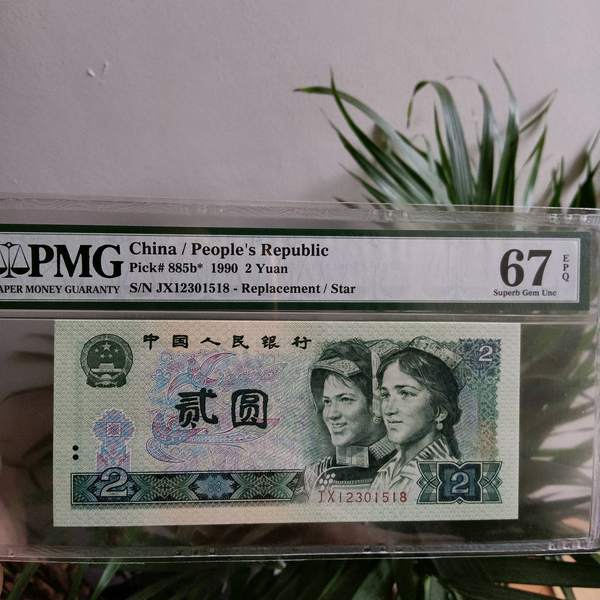 PMG
PAPER MONEY GUARANTY
China / People's Republic
Pick# 885b* 1990 2 Yuan
S/N JX12301518 - Replacement / Star
67 EPQ
Superb Gem Unc
中国人民银行
2
贰圆
JX12301518
2
2